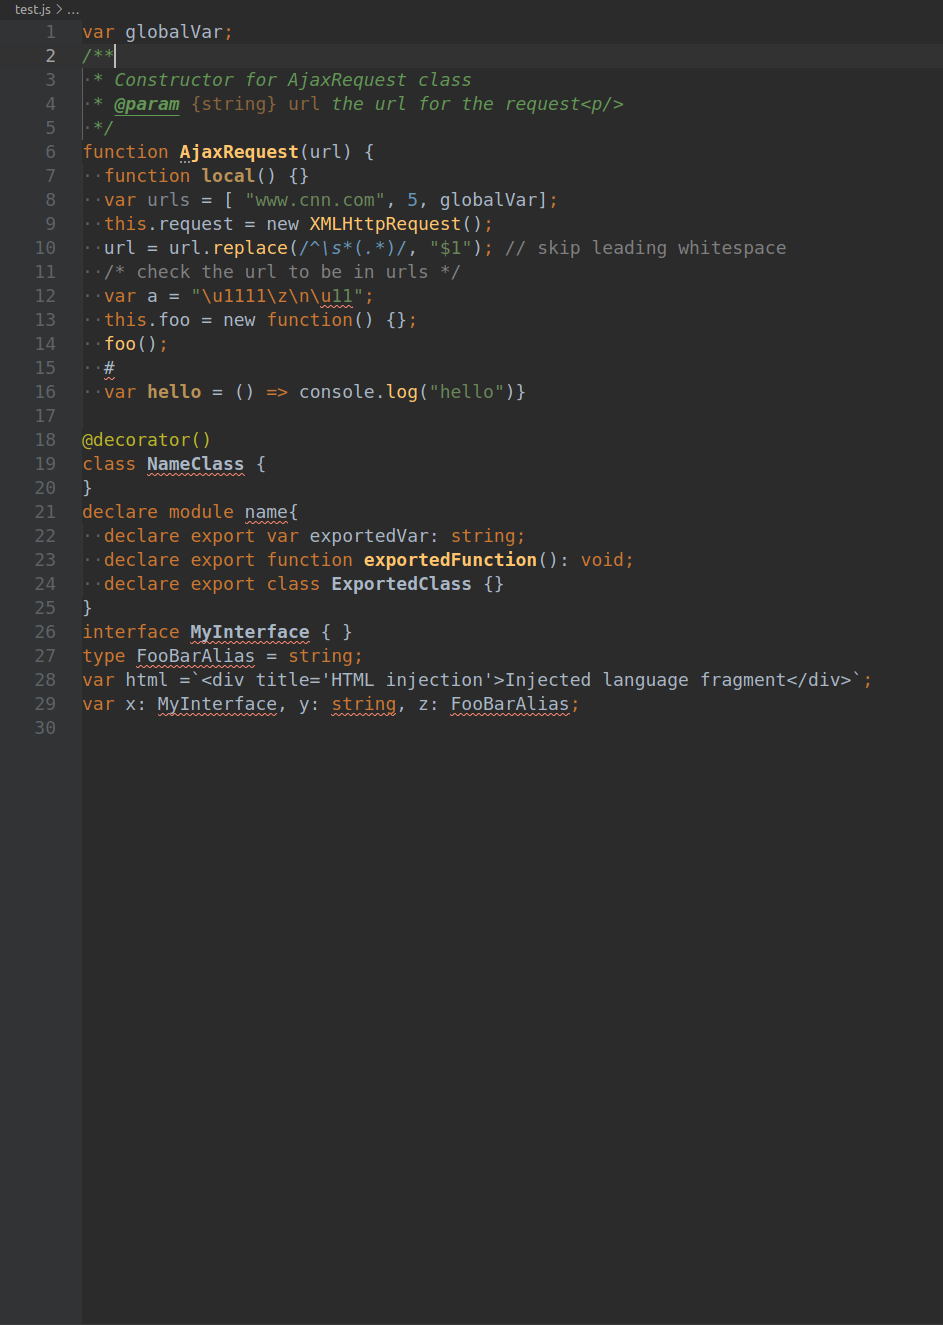 test.js > ...
1 var globalVar;
2 /**
3  * Constructor for AjaxRequest class
4  * @param {string} url the url for the request<p/>
5  */
6 function AjaxRequest(url) {
7   function local() {}
8   var urls = [ "www.cnn.com", 5, globalVar];
9   this.request = new XMLHttpRequest();
10   url = url.replace(/^\s*(.*)/, "$1"); // skip leading whitespace
11   /* check the url to be in urls */
12   var a = "\u1111\z\n\u11";
13   this.foo = new function() {};
14   foo();
15   #
16   var hello = () => console.log("hello")}
17
18 @decorator()
19 class NameClass {
20 }
21 declare module name{
22   declare export var exportedVar: string;
23   declare export function exportedFunction(): void;
24   declare export class ExportedClass {}
25 }
26 interface MyInterface { }
27 type FooBarAlias = string;
28 var html =`<div title='HTML injection'>Injected language fragment</div>`;
29 var x: MyInterface, y: string, z: FooBarAlias;
30